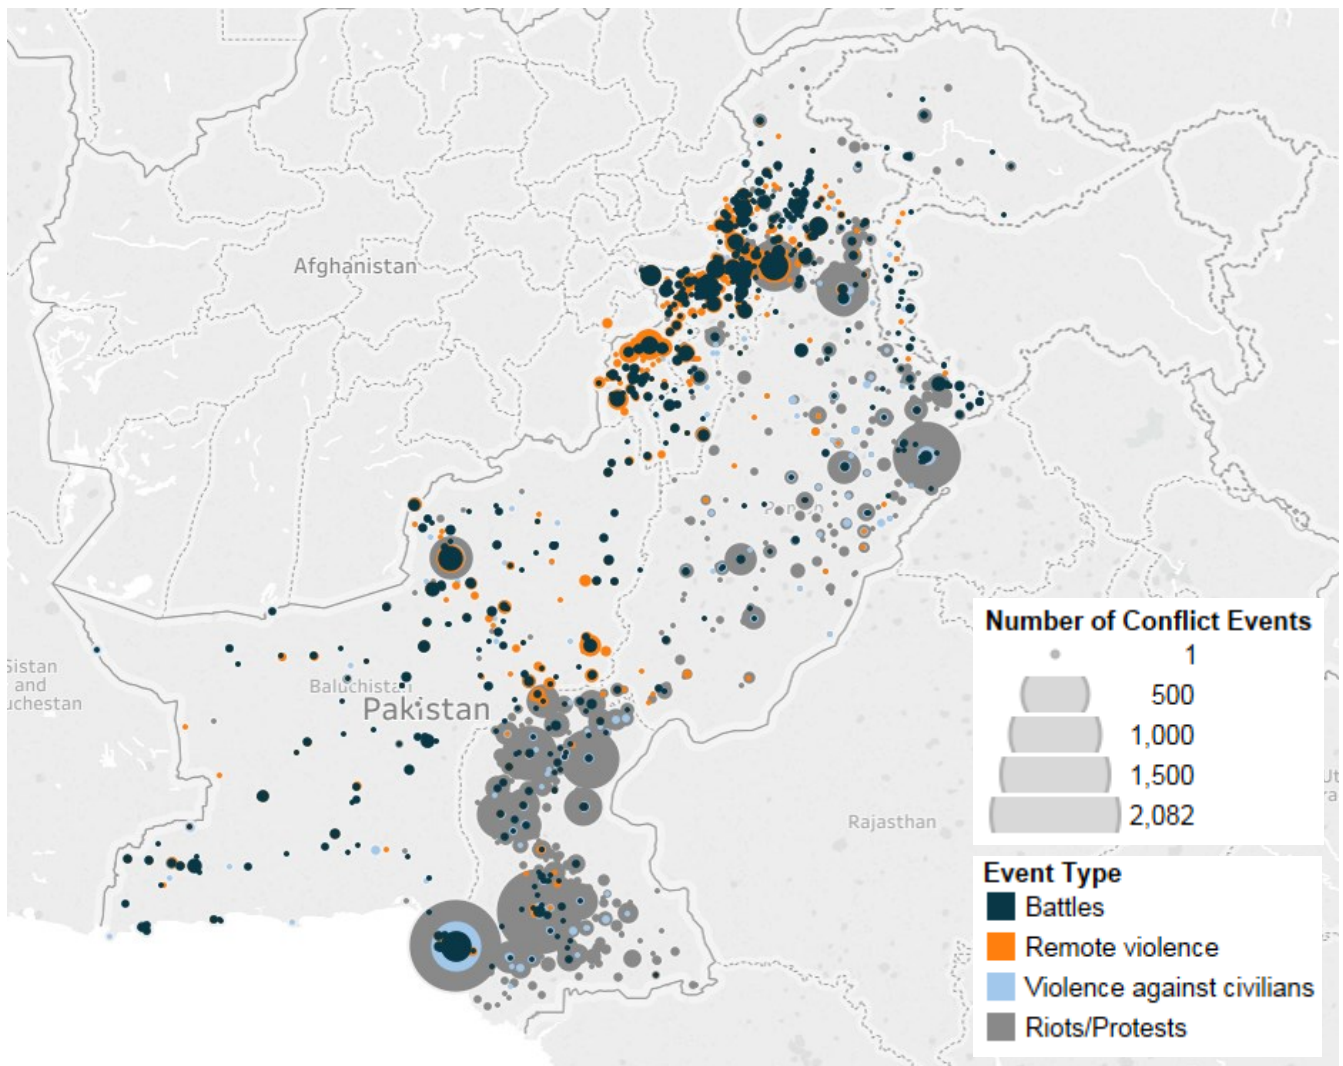 Afghanistan
Sistan
and
uchestan
Baluchistan
Pakistan
Rajasthan
Number of Conflict Events
1
500
1,000
1,500
2,082
Event Type
Battles
Remote violence
Violence against civilians
Riots/Protests